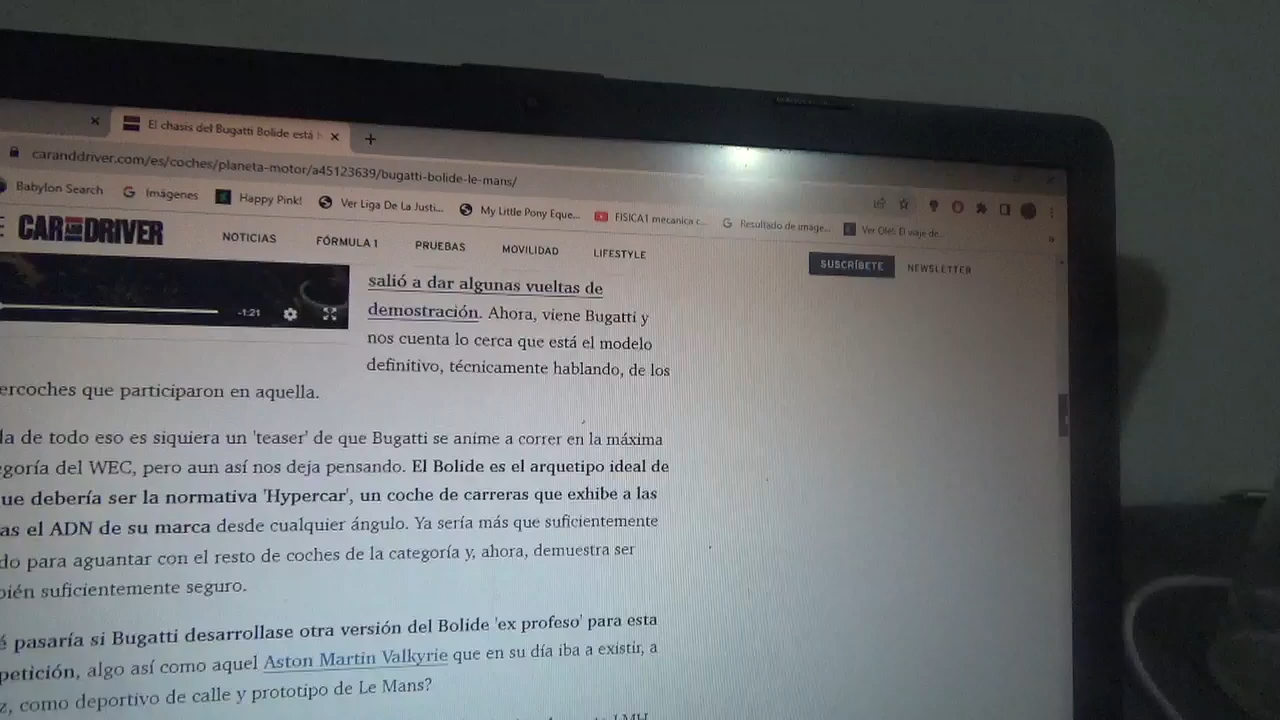 El chasis del Bugatti Bolide está
caranddriver.com/es/coches/planeta-motor/a45123639/bugatti-bolide-le-mans/
Babylon Search Imágenes Happy Pink! Ver Liga De La Justi... My Little Pony Eque... FISICA1 mecanica c... Resultado de image... Ver Olé!: El viaje de...
CAR AND DRIVER NOTICIAS FÓRMULA 1 PRUEBAS MOVILIDAD LIFESTYLE SUSCRÍBETE NEWSLETTER
-1:21
salió a dar algunas vueltas de
demostración. Ahora, viene Bugatti y
nos cuenta lo cerca que está el modelo
definitivo, técnicamente hablando, de los
ercoches que participaron en aquella.
da de todo eso es siquiera un 'teaser' de que Bugatti se anime a correr en la máxima
egoría del WEC, pero aun así nos deja pensando. El Bolide es el arquetipo ideal de
que debería ser la normativa 'Hypercar', un coche de carreras que exhibe a las
as el ADN de su marca desde cualquier ángulo. Ya sería más que suficientemente
do para aguantar con el resto de coches de la categoría y, ahora, demuestra ser
bién suficientemente seguro.
é pasaría si Bugatti desarrollase otra versión del Bolide 'ex profeso' para esta
petición, algo así como aquel Aston Martin Valkyrie que en su día iba a existir, a
z, como deportivo de calle y prototipo de Le Mans?